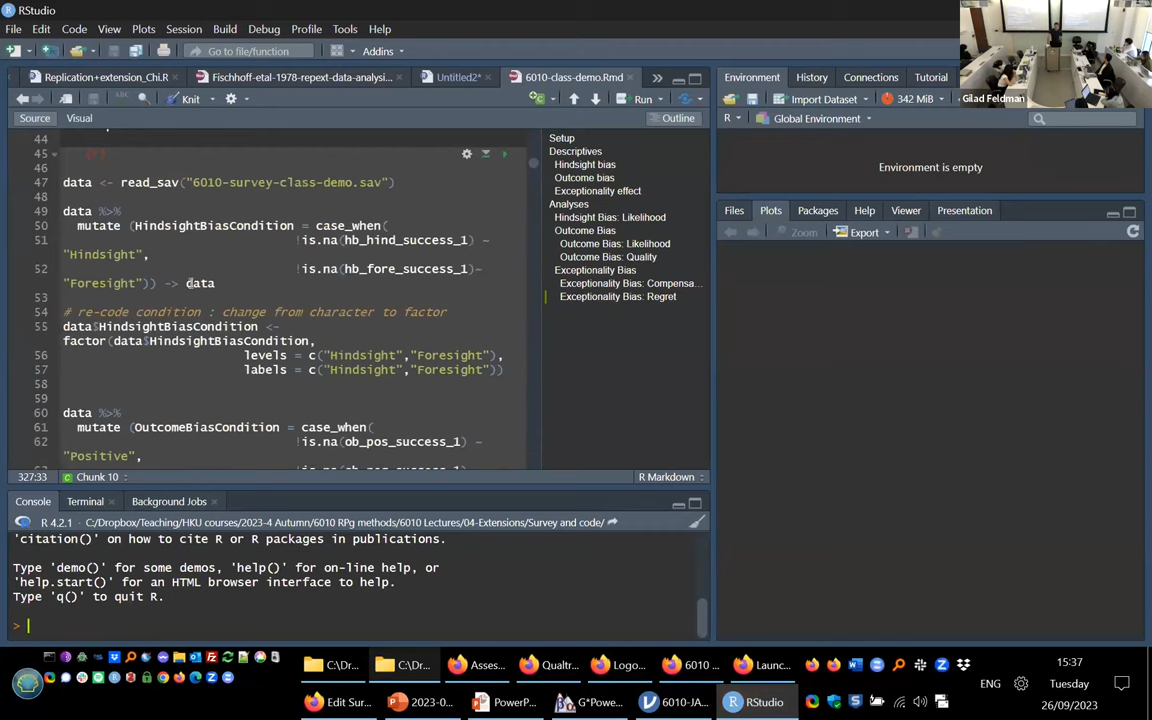 RStudio
File Edit Code View Plots Session Build Debug Profile Tools Help
Go to file/function Addins
Replication+extension_Chi.R Fischhoff-etal-1978-repext-data-analysi... Untitled2* 6010-class-demo.Rmd
Knit Run
Source Visual Outline
44
45
46
47 data <- read_sav("6010-survey-class-demo.sav")
48
49 data %>%
50 mutate (HindsightBiasCondition = case_when(
51 !is.na(hb_hind_success_1) ~
"Hindsight",
52 !is.na(hb_fore_success_1)~
"Foresight")) -> data
53
54 # re-code condition : change from character to factor
55 data$HindsightBiasCondition <-
factor(data$HindsightBiasCondition,
56 levels = c("Hindsight","Foresight"),
57 labels = c("Hindsight","Foresight"))
58
59
60 data %>%
61 mutate (OutcomeBiasCondition = case_when(
62 !is.na(ob_pos_success_1) ~
"Positive",
327:33 Chunk 10 R Markdown
Setup
Descriptives
Hindsight bias
Outcome bias
Exceptionality effect
Analyses
Hindsight Bias: Likelihood
Outcome Bias
Outcome Bias: Likelihood
Outcome Bias: Quality
Exceptionality Bias
Exceptionality Bias: Compensa...
Exceptionality Bias: Regret
Console Terminal Background Jobs
R 4.2.1 · C:/Dropbox/Teaching/HKU courses/2023-4 Autumn/6010 RPg methods/6010 Lectures/04-Extensions/Survey and code/
'citation()' on how to cite R or R packages in publications.
Type 'demo()' for some demos, 'help()' for on-line help, or
'help.start()' for an HTML browser interface to help.
Type 'q()' to quit R.
>
Environment History Connections Tutorial
Import Dataset 342 MiB
R Global Environment
Environment is empty
Files Plots Packages Help Viewer Presentation
Zoom Export
Gilad Feldman
C:\Dr... C:\Dr... Asses... Qualtr... Logo... 6010 ... Launc...
Edit Sur... 2023-0... PowerP... G*Powe... 6010-JA... RStudio
ENG
15:37
Tuesday
26/09/2023